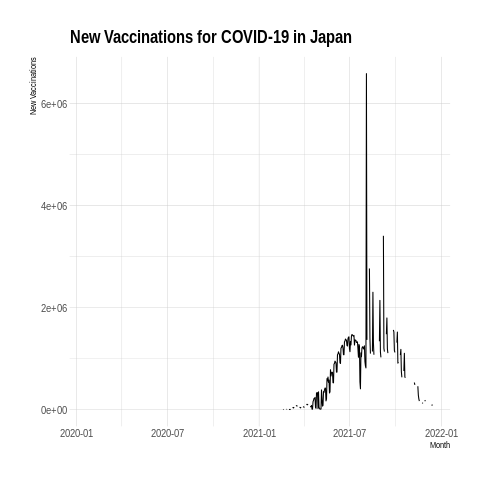 New Vaccinations for COVID-19 in Japan
New Vaccinations
6e+06
4e+06
2e+06
0e+00
2020-01 2020-07 2021-01 2021-07 2022-01
Month